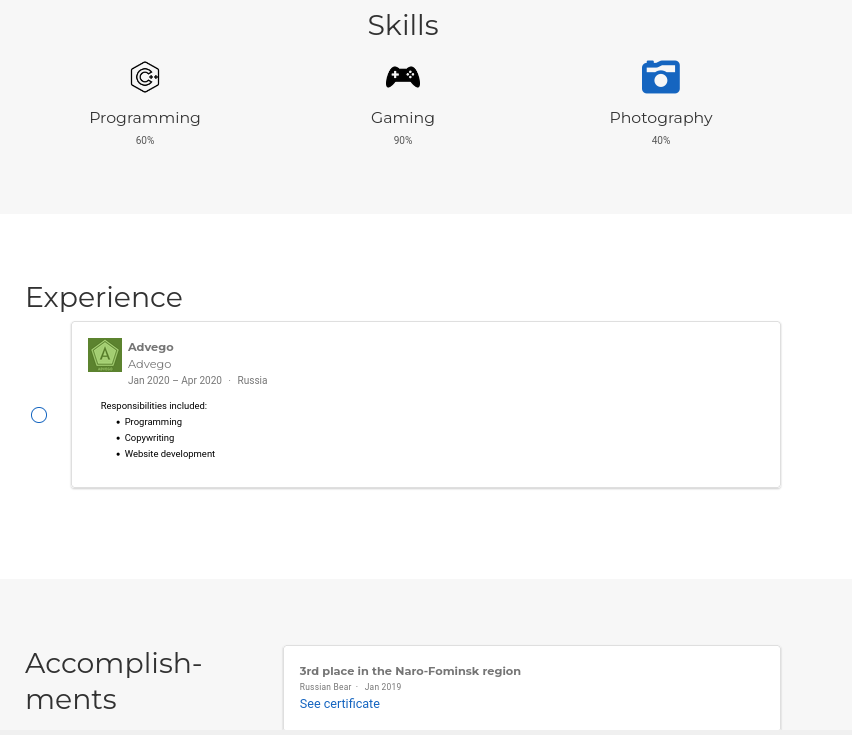 Skills
Programming
60%
Gaming
90%
Photography
40%
Experience
A
Advego
Advego
Jan 2020 – Apr 2020 · Russia
Responsibilities included:
• Programming
• Copywriting
• Website development
Accomplish-
ments
3rd place in the Naro-Fominsk region
Russian Bear · Jan 2019
See certificate